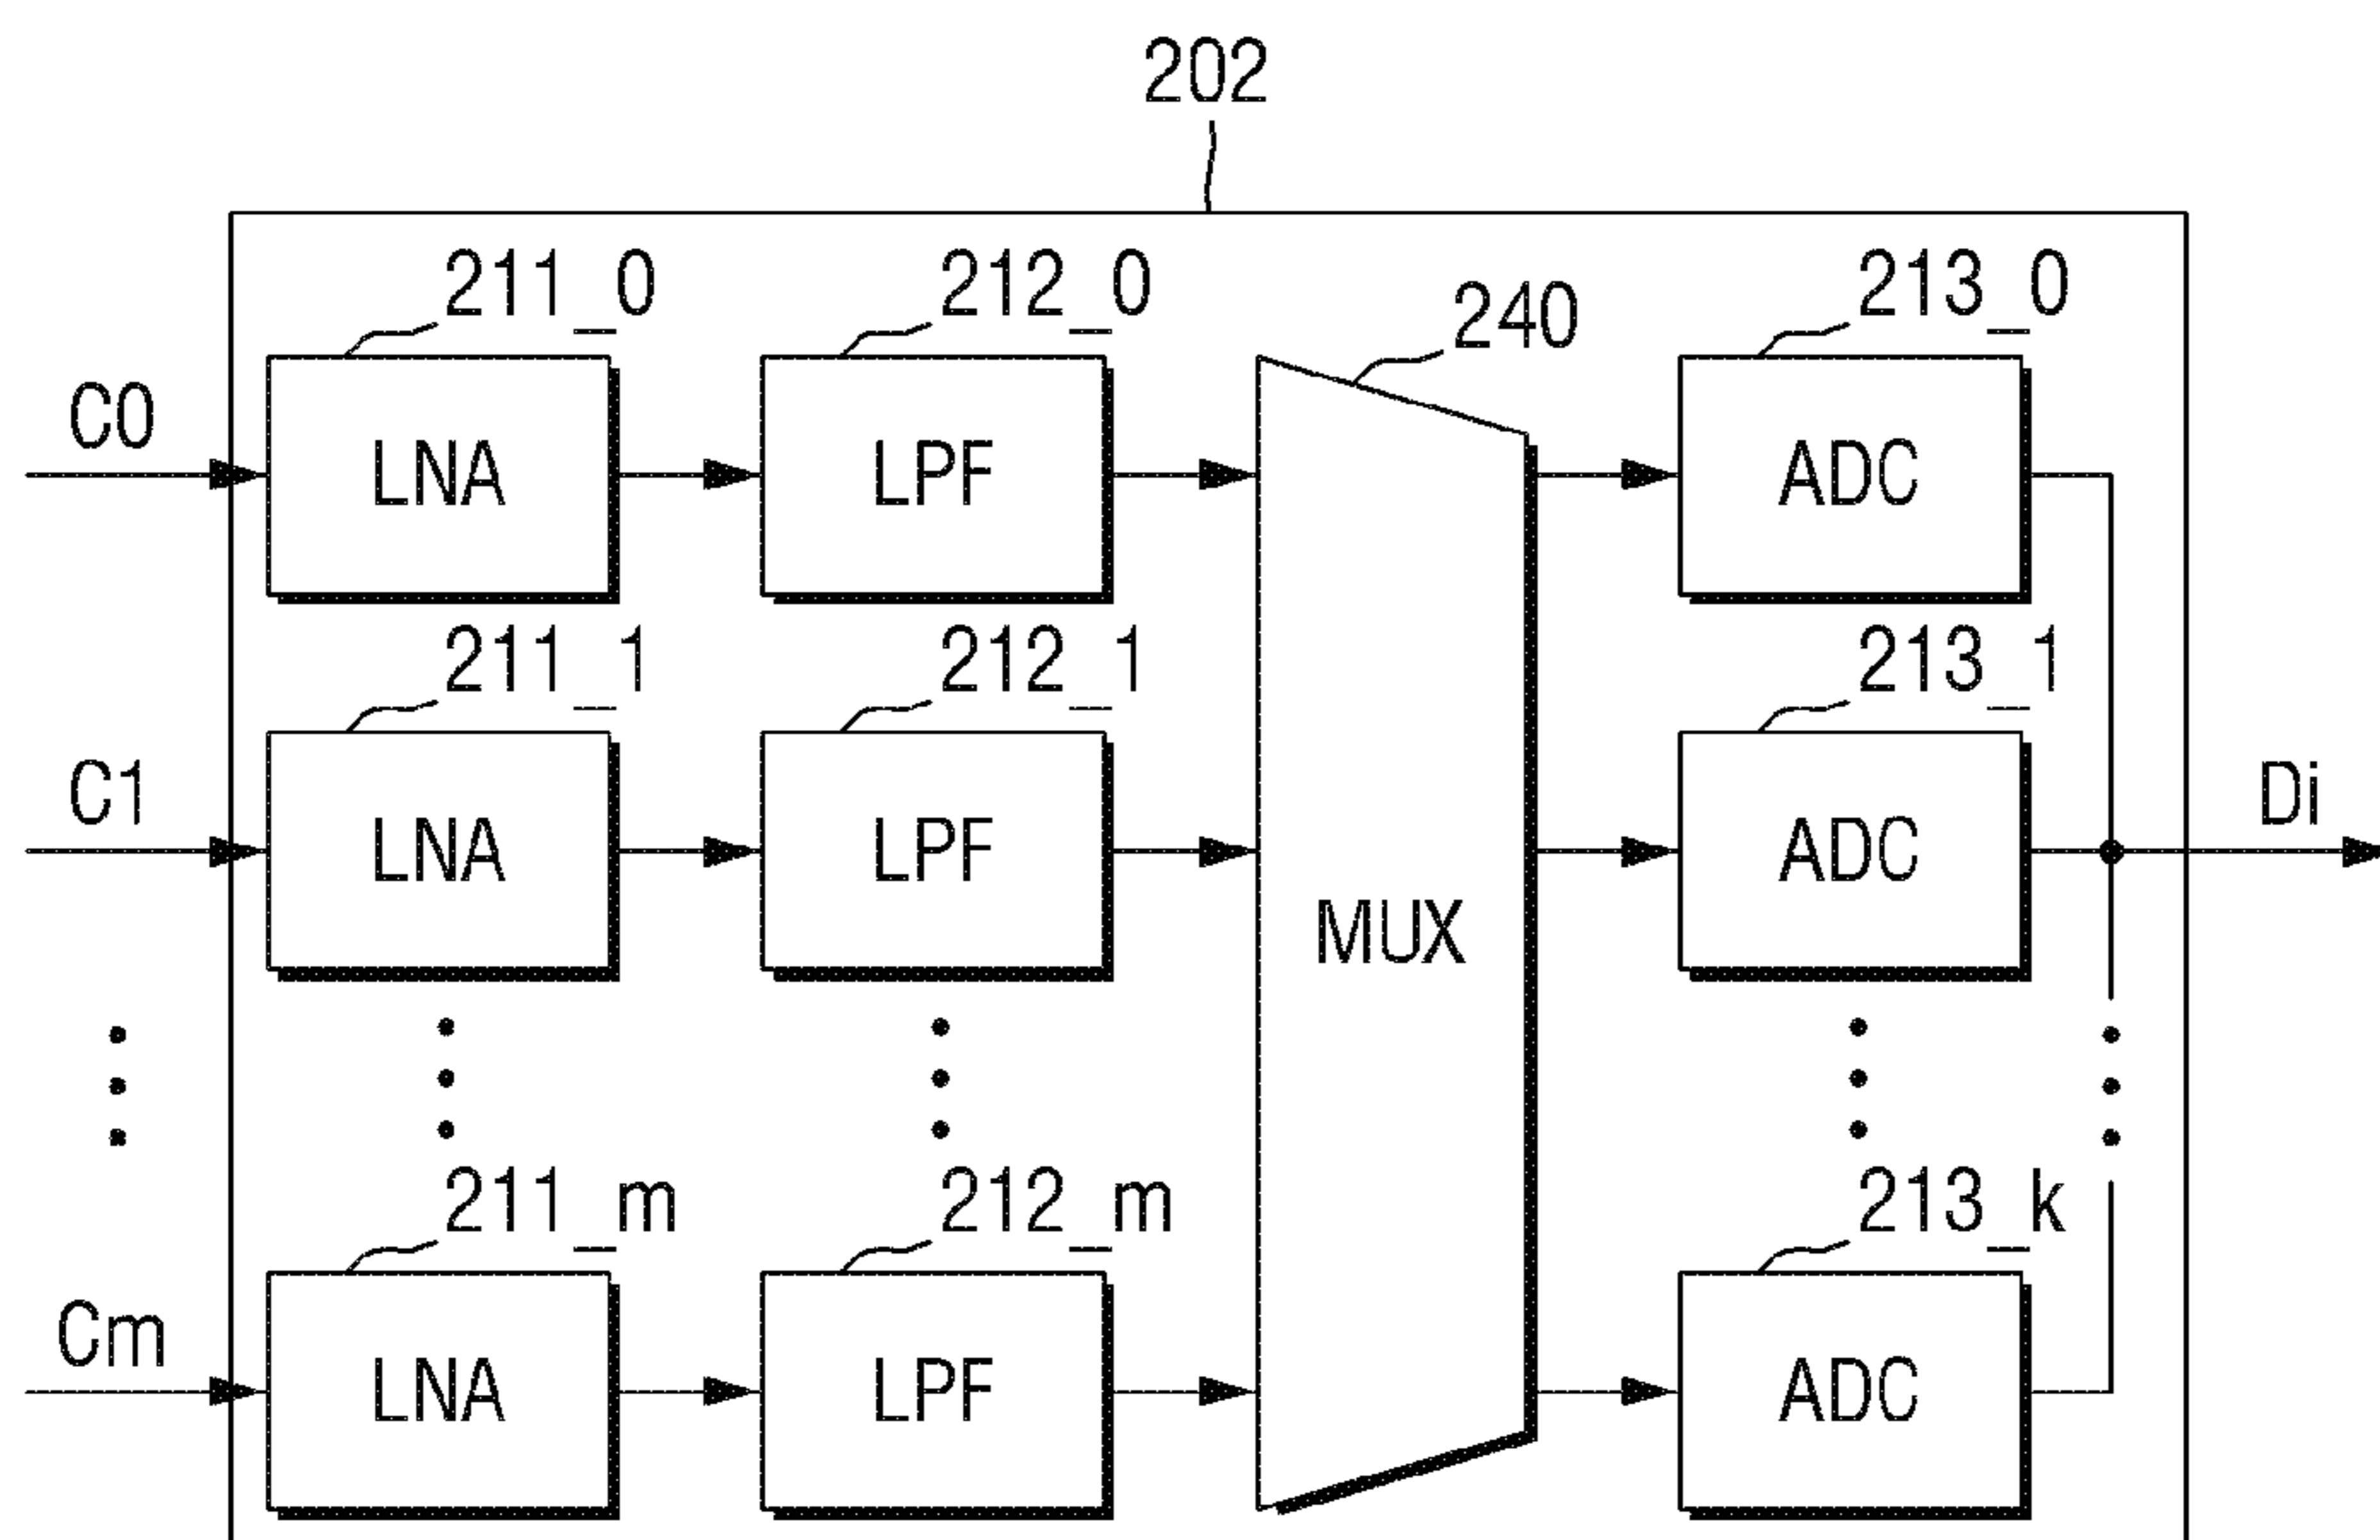 202
211_0 212_0 240 213_0
C0 LNA LPF ADC
211_1 212_1 213_1
C1 LNA LPF ADC Di
MUX
211_m 212_m 213_k
Cm LNA LPF ADC